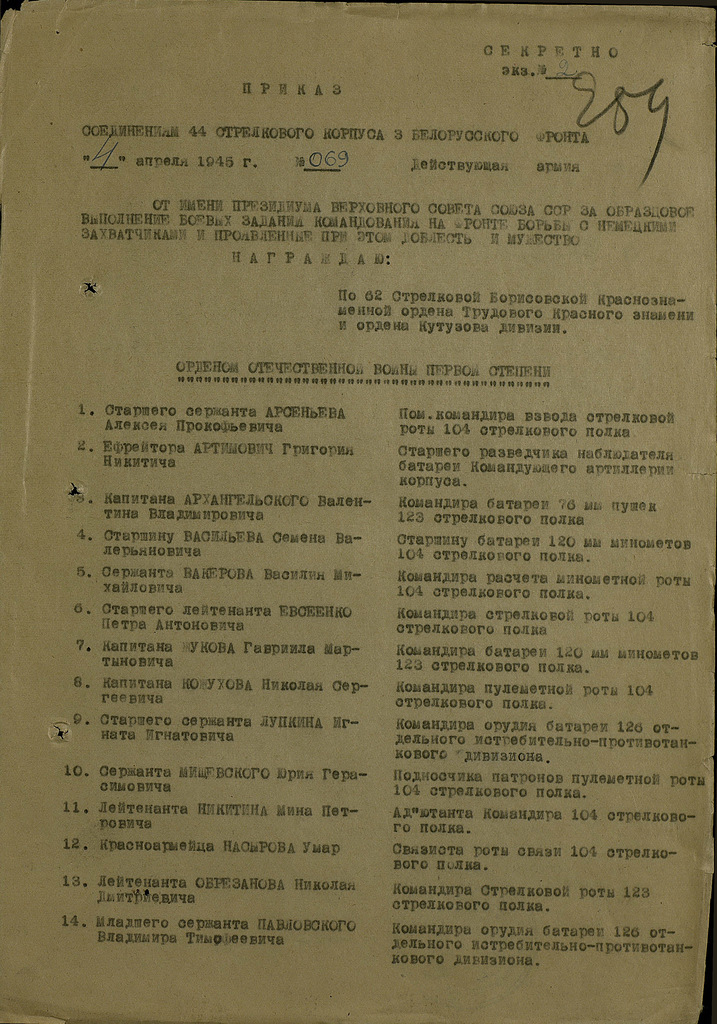 СЕКРЕТНО
экз.№ 2
289
ПРИКАЗ
СОЕДИНЕНИЯМ 44 СТРЕЛКОВОГО КОРПУСА 3 БЕЛОРУССКОГО ФРОНТА
"4" апреля 1945 г. №069 Действующая армия
ОТ ИМЕНИ ПРЕЗИДИУМА ВЕРХОВНОГО СОВЕТА СОЮЗА ССР ЗА ОБРАЗЦОВОЕ
ВЫПОЛНЕНИЕ БОЕВЫХ ЗАДАНИЙ КОМАНДОВАНИЯ НА ФРОНТЕ БОРЬБЫ С НЕМЕЦКИМИ
ЗАХВАТЧИКАМИ И ПРОЯВЛЕННЫЕ ПРИ ЭТОМ ДОБЛЕСТЬ И МУЖЕСТВО
НАГРАЖДАЮ:
По 62 Стрелковой Борисовской Краснозна-
менной ордена Трудового Красного знамени
и ордена Кутузова дивизии.
ОРДЕНОМ ОТЕЧЕСТВЕННОЙ ВОЙНЫ ПЕРВОЙ СТЕПЕНИ
1. Старшего сержанта АРСЕНЬЕВА Пом.командира взвода стрелковой
Алексея Прокофьевича роты 104 стрелкового полка
2. Ефрейтора АРТИМОВИЧ Григория Старшего разведчика наблюдателя
Никитича батареи Командующего артиллерии
корпуса.
3. Капитана АРХАНГЕЛЬСКОГО Вален- Командира батареи 76 мм пушек
тина Владимировича 123 стрелкового полка
4. Старшину ВАСИЛЬЕВА Семена Ва- Старшину батареи 120 мм минометов
лерьяновича 104 стрелкового полка.
5. Сержанта ВАКЕРОВА Василия Ми- Командира расчета минометной роты
хайловича 104 стрелкового полка.
6. Старшего лейтенанта ЕВСЕЕНКО Командира стрелковой роты 104
Петра Антоновича стрелкового полка
7. Капитана ЖУКОВА Гавриила Мар- Командира батареи 120 мм минометов
тыновича 123 стрелкового полка.
8. Капитана КОЖУХОВА Николая Сер- Командира пулеметной роты 104
геевича стрелкового полка.
9. Старшего сержанта ЛУПКИНА Иг- Командира орудия батареи 126 от-
ната Игнатовича дельного истребительно-противотан-
кового дивизиона.
10. Сержанта МИЩЕВСКОГО Юрия Гера- Подносчика патронов пулеметной роты
симовича 104 стрелкового полка.
11. Лейтенанта НИКИТИНА Мина Пет- Ад"ютанта Командира 104 стрелково-
ровича го полка.
12. Красноармейца НАСЫРОВА Умар Связиста роты связи 104 стрелко-
вого полка.
13. Лейтенанта ОБРЕЗАНОВА Николая Командира Стрелковой роты 123
Дмитриевича стрелкового полка.
14. Младшего сержанта ПАВЛОВСКОГО Командира орудия батареи 126 от-
Владимира Тимофеевича дельного истребительно-противотан-
кового дивизиона.